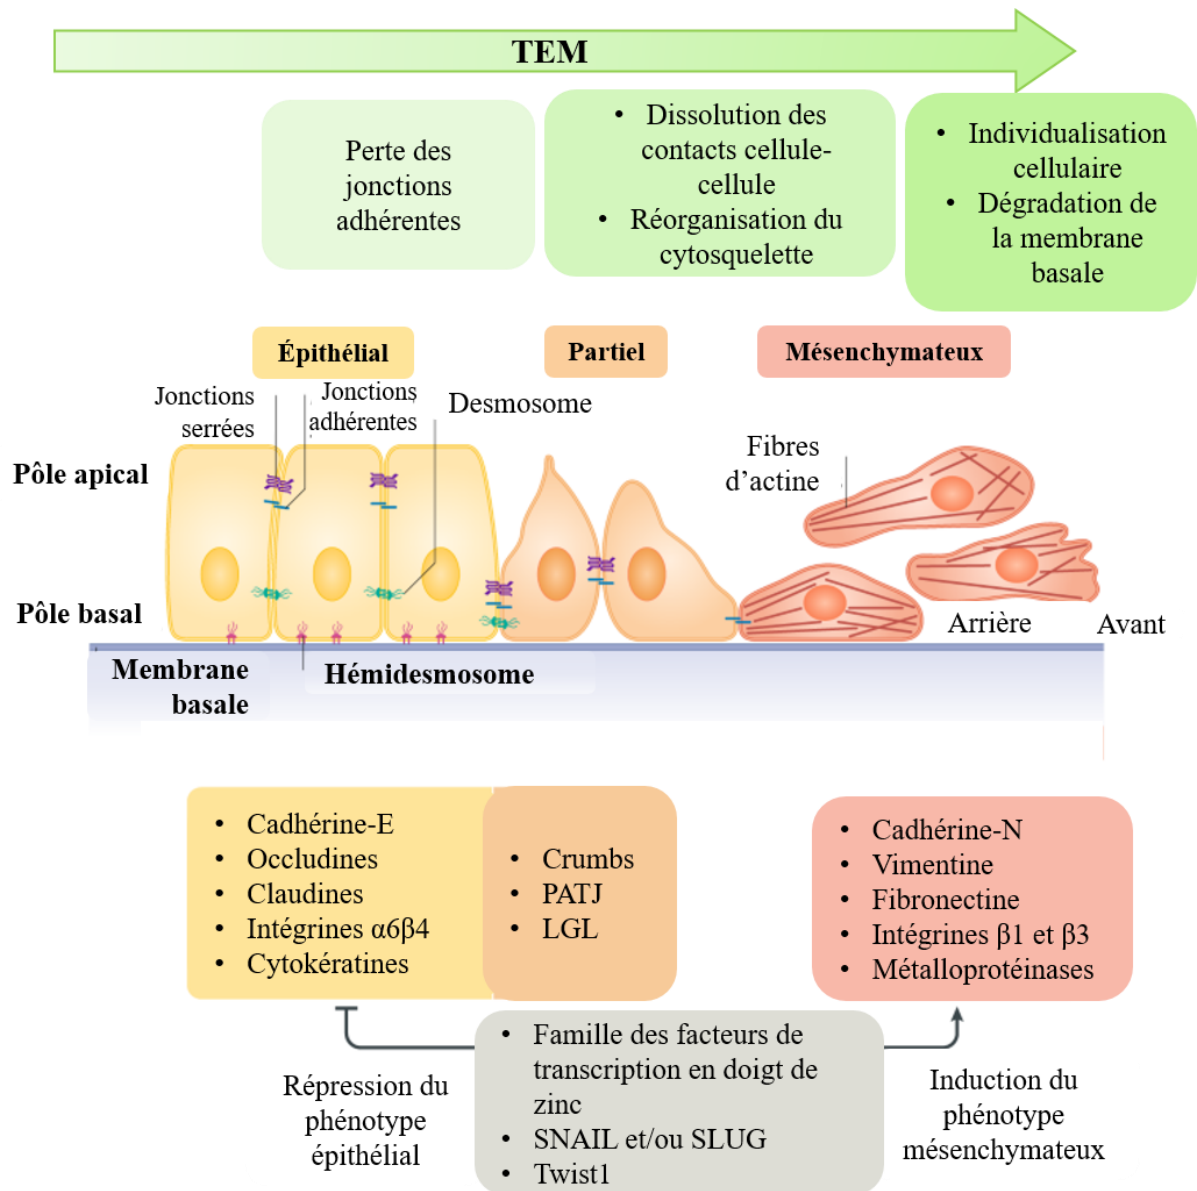 TEM
Perte des
jonctions
adhérentes
• Dissolution des
contacts cellule-
cellule
• Réorganisation du
cytosquelette
• Individualisation
cellulaire
• Dégradation de
la membrane
basale
Épithélial
Partiel
Mésenchymateux
Jonctions
serrées
Jonctions
adhérentes
Desmosome
Fibres
d’actine
Pôle apical
Pôle basal
Arrière
Avant
Membrane
basale
Hémidesmosome
• Cadhérine-E
• Occludines
• Claudines
• Intégrines α6β4
• Cytokératines
• Crumbs
• PATJ
• LGL
• Cadhérine-N
• Vimentine
• Fibronectine
• Intégrines β1 et β3
• Métalloprotéinases
Répression du
phénotype
épithélial
• Famille des facteurs de
transcription en doigt de
zinc
• SNAIL et/ou SLUG
• Twist1
Induction du
phénotype
mésenchymateux